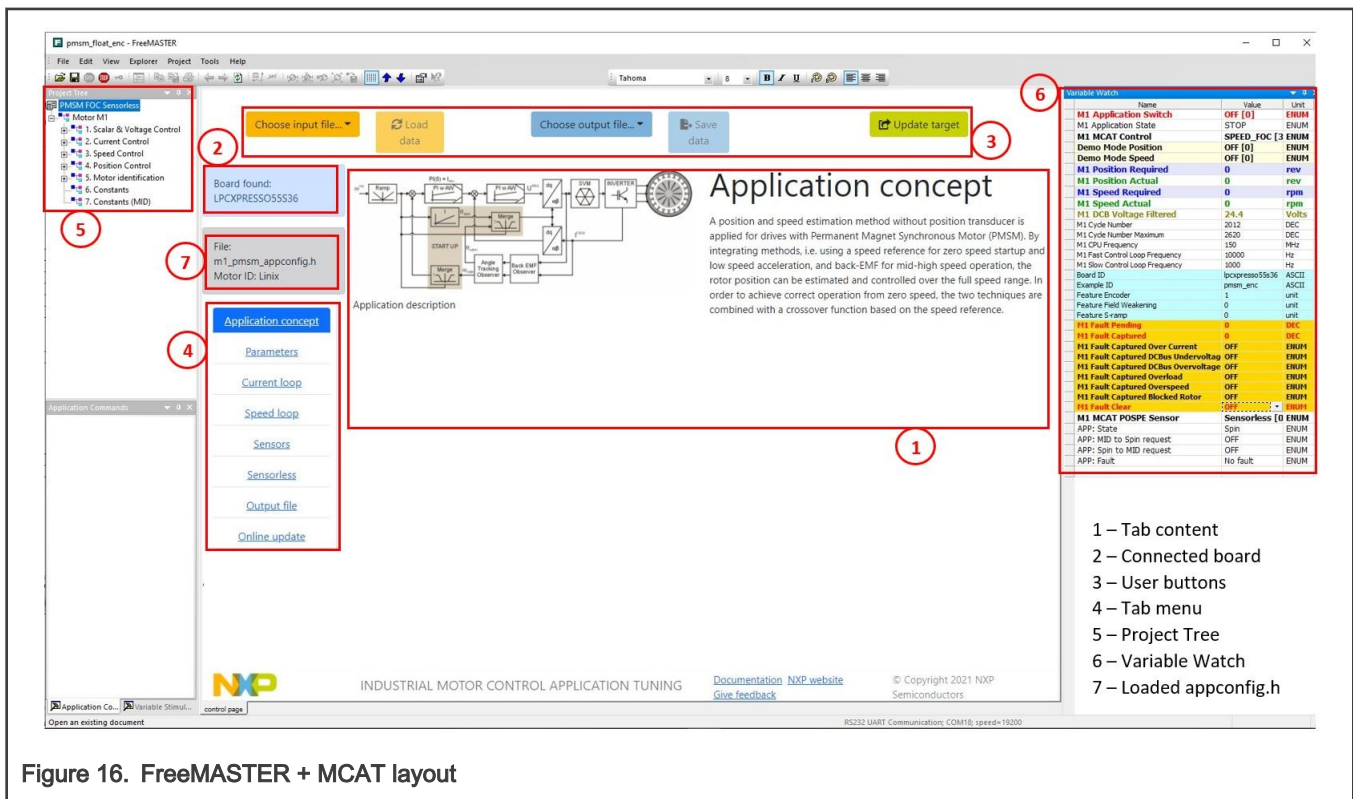 pmsm_float_enc - FreeMASTER
File Edit View Explorer Project Tools Help
Tahoma 8 B I U
Project Tree
PMSM FOC Sensorless
Motor M1
1. Scalar & Voltage Control
2. Current Control
3. Speed Control
4. Position Control
5. Motor identification
6. Constants
7. Constants (MID)
5
Application Commands
2
Choose input file...
Load data
Choose output file...
Save data
Update target
3
Board found:
LPCXPRESSO55S36
7
File:
m1_pmsm_appconfig.h
Motor ID: Linix
4
Application concept
Parameters
Current loop
Speed loop
Sensors
Sensorless
Output file
Online update
Ramp
PI w AW
PI w AW
dq
αβ
SVM
INVERTER
Merge
START UP
dq
αβ
Merge
Angle Tracking Observer
Back EMF Observer
Application description
Application concept
A position and speed estimation method without position transducer is
applied for drives with Permanent Magnet Synchronous Motor (PMSM). By
integrating methods, i.e. using a speed reference for zero speed startup and
low speed acceleration, and back-EMF for mid-high speed operation, the
rotor position can be estimated and controlled over the full speed range. In
order to achieve correct operation from zero speed, the two techniques are
combined with a crossover function based on the speed reference.
1
6
Variable Watch
Name Value Unit
M1 Application Switch OFF [0] ENUM
M1 Application State STOP ENUM
M1 MCAT Control SPEED_FOC [3 ENUM
Demo Mode Position OFF [0] ENUM
Demo Mode Speed OFF [0] ENUM
M1 Position Required 0 rev
M1 Position Actual 0 rev
M1 Speed Required 0 rpm
M1 Speed Actual 0 rpm
M1 DCB Voltage Filtered 24.4 Volts
M1 Cycle Number 2012 DEC
M1 Cycle Number Maximum 2620 DEC
M1 CPU Frequency 150 MHz
M1 Fast Control Loop Frequency 10000 Hz
M1 Slow Control Loop Frequency 1000 Hz
Board ID lpcxpresso55s36 ASCII
Example ID pmsm_enc ASCII
Feature Encoder 1 unit
Feature Field Weakening 0 unit
Feature S-ramp 0 unit
M1 Fault Pending 0 DEC
M1 Fault Captured 0 DEC
M1 Fault Captured Over Current OFF ENUM
M1 Fault Captured DCBus Undervoltag OFF ENUM
M1 Fault Captured DCBus Overvoltage OFF ENUM
M1 Fault Captured Overload OFF ENUM
M1 Fault Captured Overspeed OFF ENUM
M1 Fault Captured Blocked Rotor OFF ENUM
M1 Fault Clear OFF ENUM
M1 MCAT POSPE Sensor Sensorless [0 ENUM
APP: State Spin ENUM
APP: MID to Spin request OFF ENUM
APP: Spin to MID request OFF ENUM
APP: Fault No fault ENUM
1 – Tab content
2 – Connected board
3 – User buttons
4 – Tab menu
5 – Project Tree
6 – Variable Watch
7 – Loaded appconfig.h
NXP
INDUSTRIAL MOTOR CONTROL APPLICATION TUNING
Documentation NXP website
Give feedback
© Copyright 2021 NXP
Semiconductors
Application Co... Variable Stimul... control page
Open an existing document
RS232 UART Communication; COM18; speed=19200
Figure 16. FreeMASTER + MCAT layout